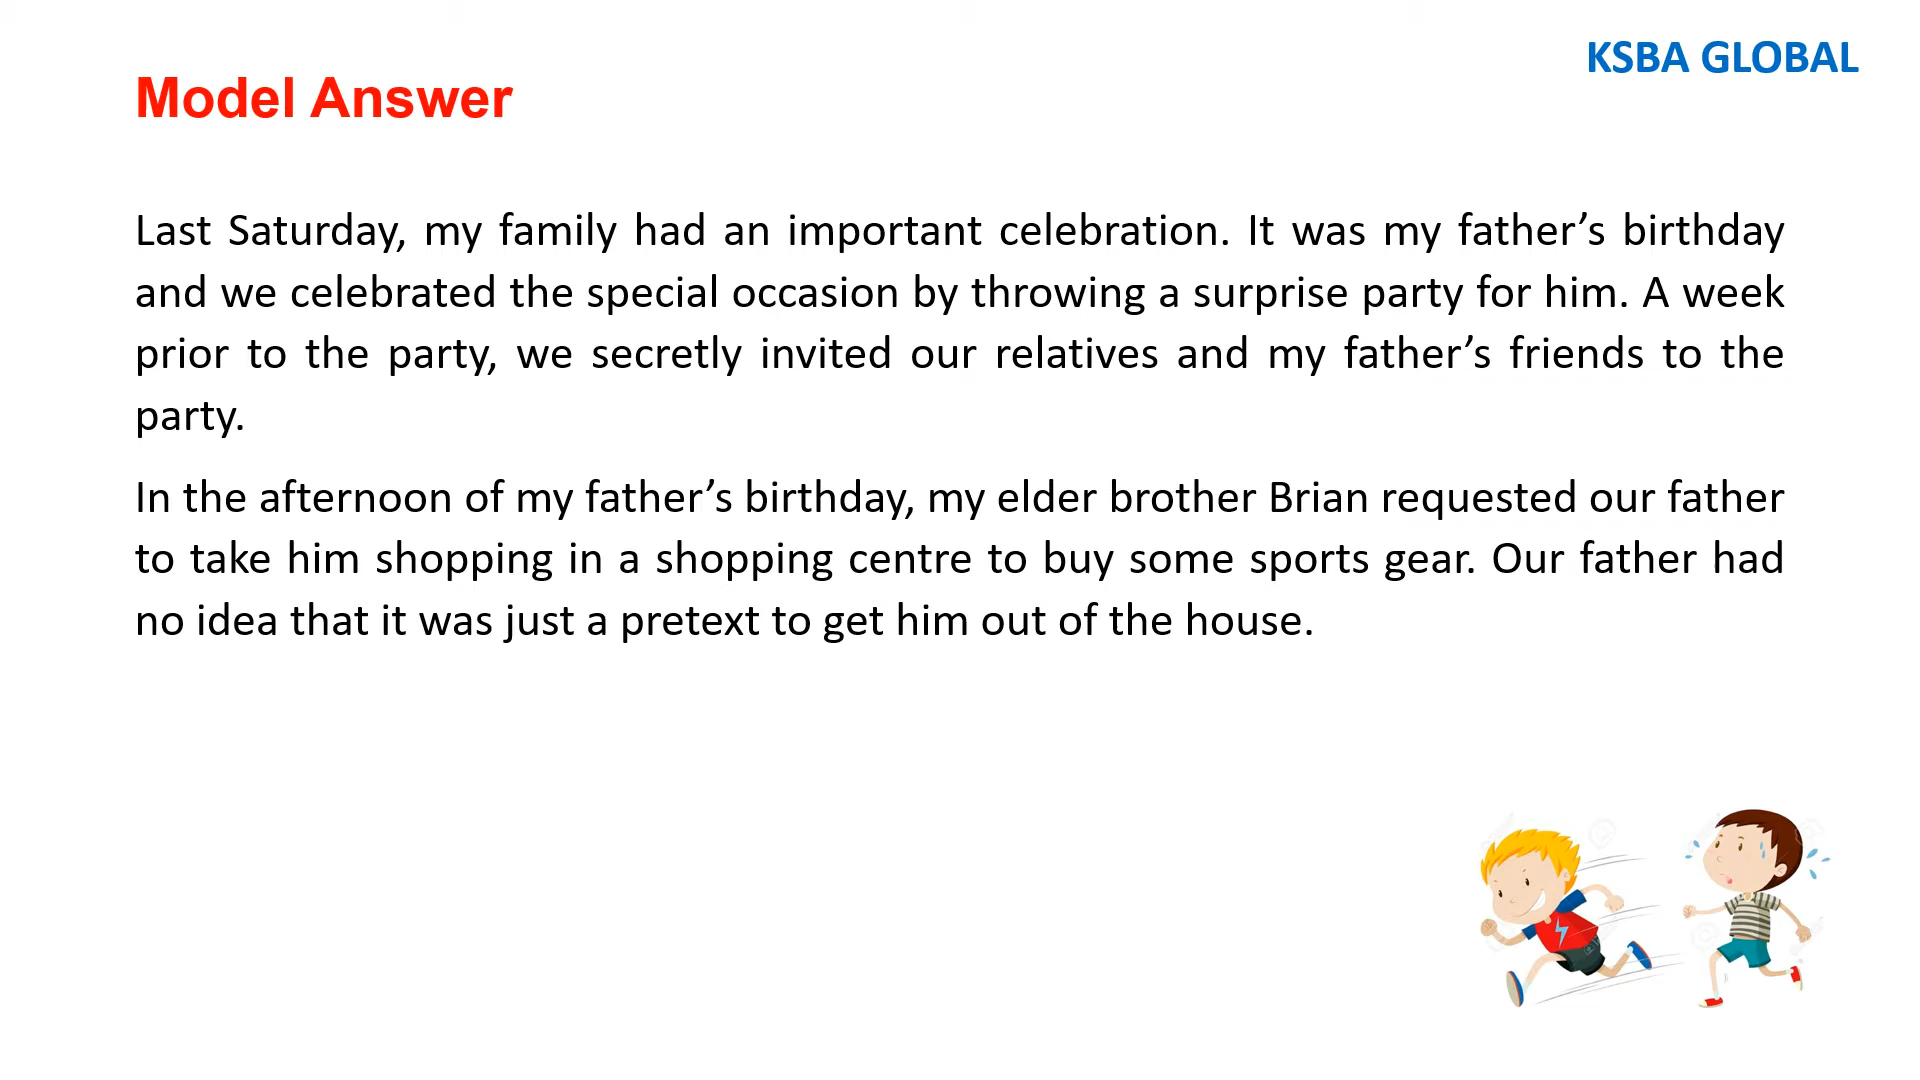 KSBA GLOBAL
Model Answer
Last Saturday, my family had an important celebration. It was my father’s birthday
and we celebrated the special occasion by throwing a surprise party for him. A week
prior to the party, we secretly invited our relatives and my father’s friends to the
party.
In the afternoon of my father’s birthday, my elder brother Brian requested our father
to take him shopping in a shopping centre to buy some sports gear. Our father had
no idea that it was just a pretext to get him out of the house.